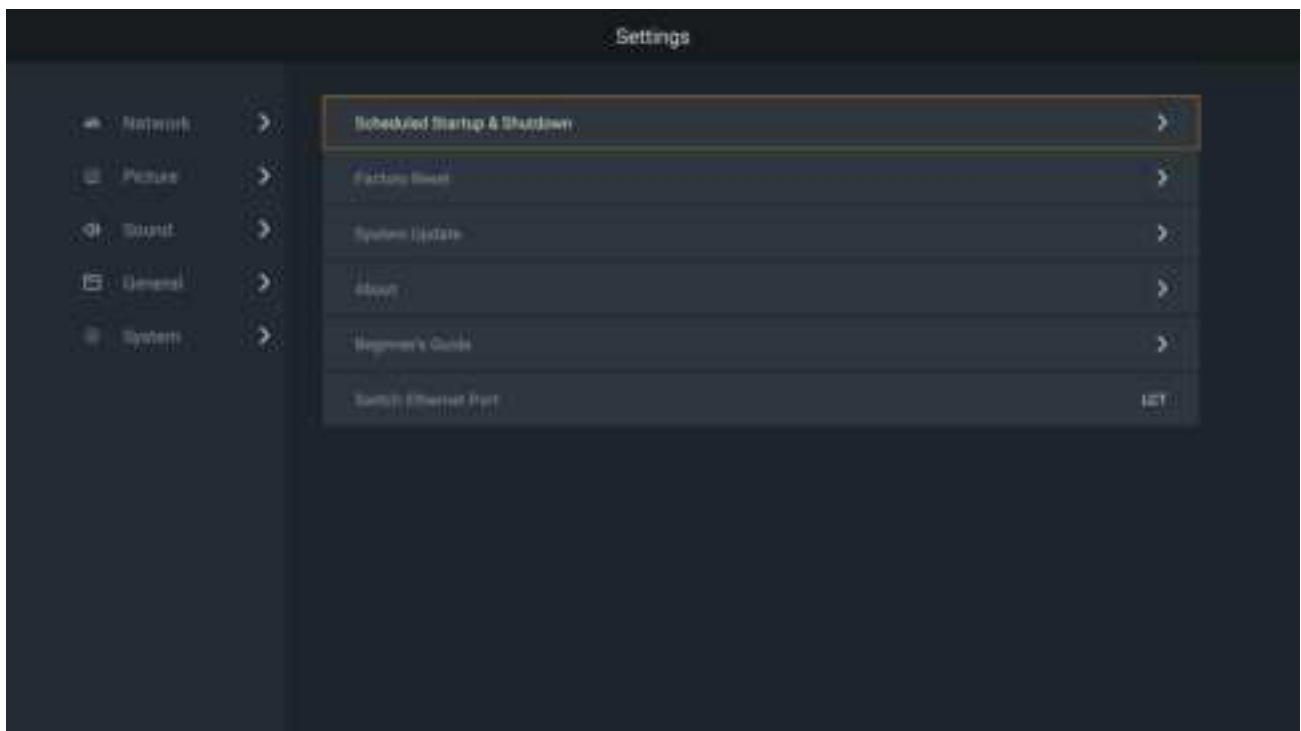 Settings
Network
Picture
Sound
General
System
Scheduled Startup & Shutdown
Factory Reset
System Update
About
Beginner's Guide
Switch Ethernet Port